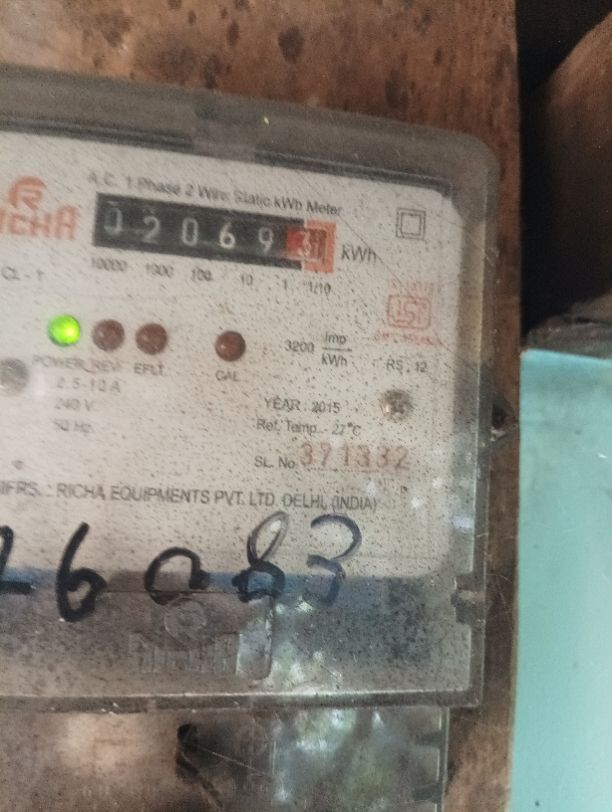 A.C. 1 Phase 2 Wire Static kWh Meter
RICHA
0 2 0 6 9 3 kWh
10000 1000 100 10 1 1/10
CL - 1
3200 Imp/kWh
POWER REV EFLT CAL
RS. 12
2.5-10 A
240 V
50 Hz
YEAR : 2015
Ref. Temp. - 27°C
SL. No. 371332
MFRS. : RICHA EQUIPMENTS PVT. LTD. DELHI, (INDIA)